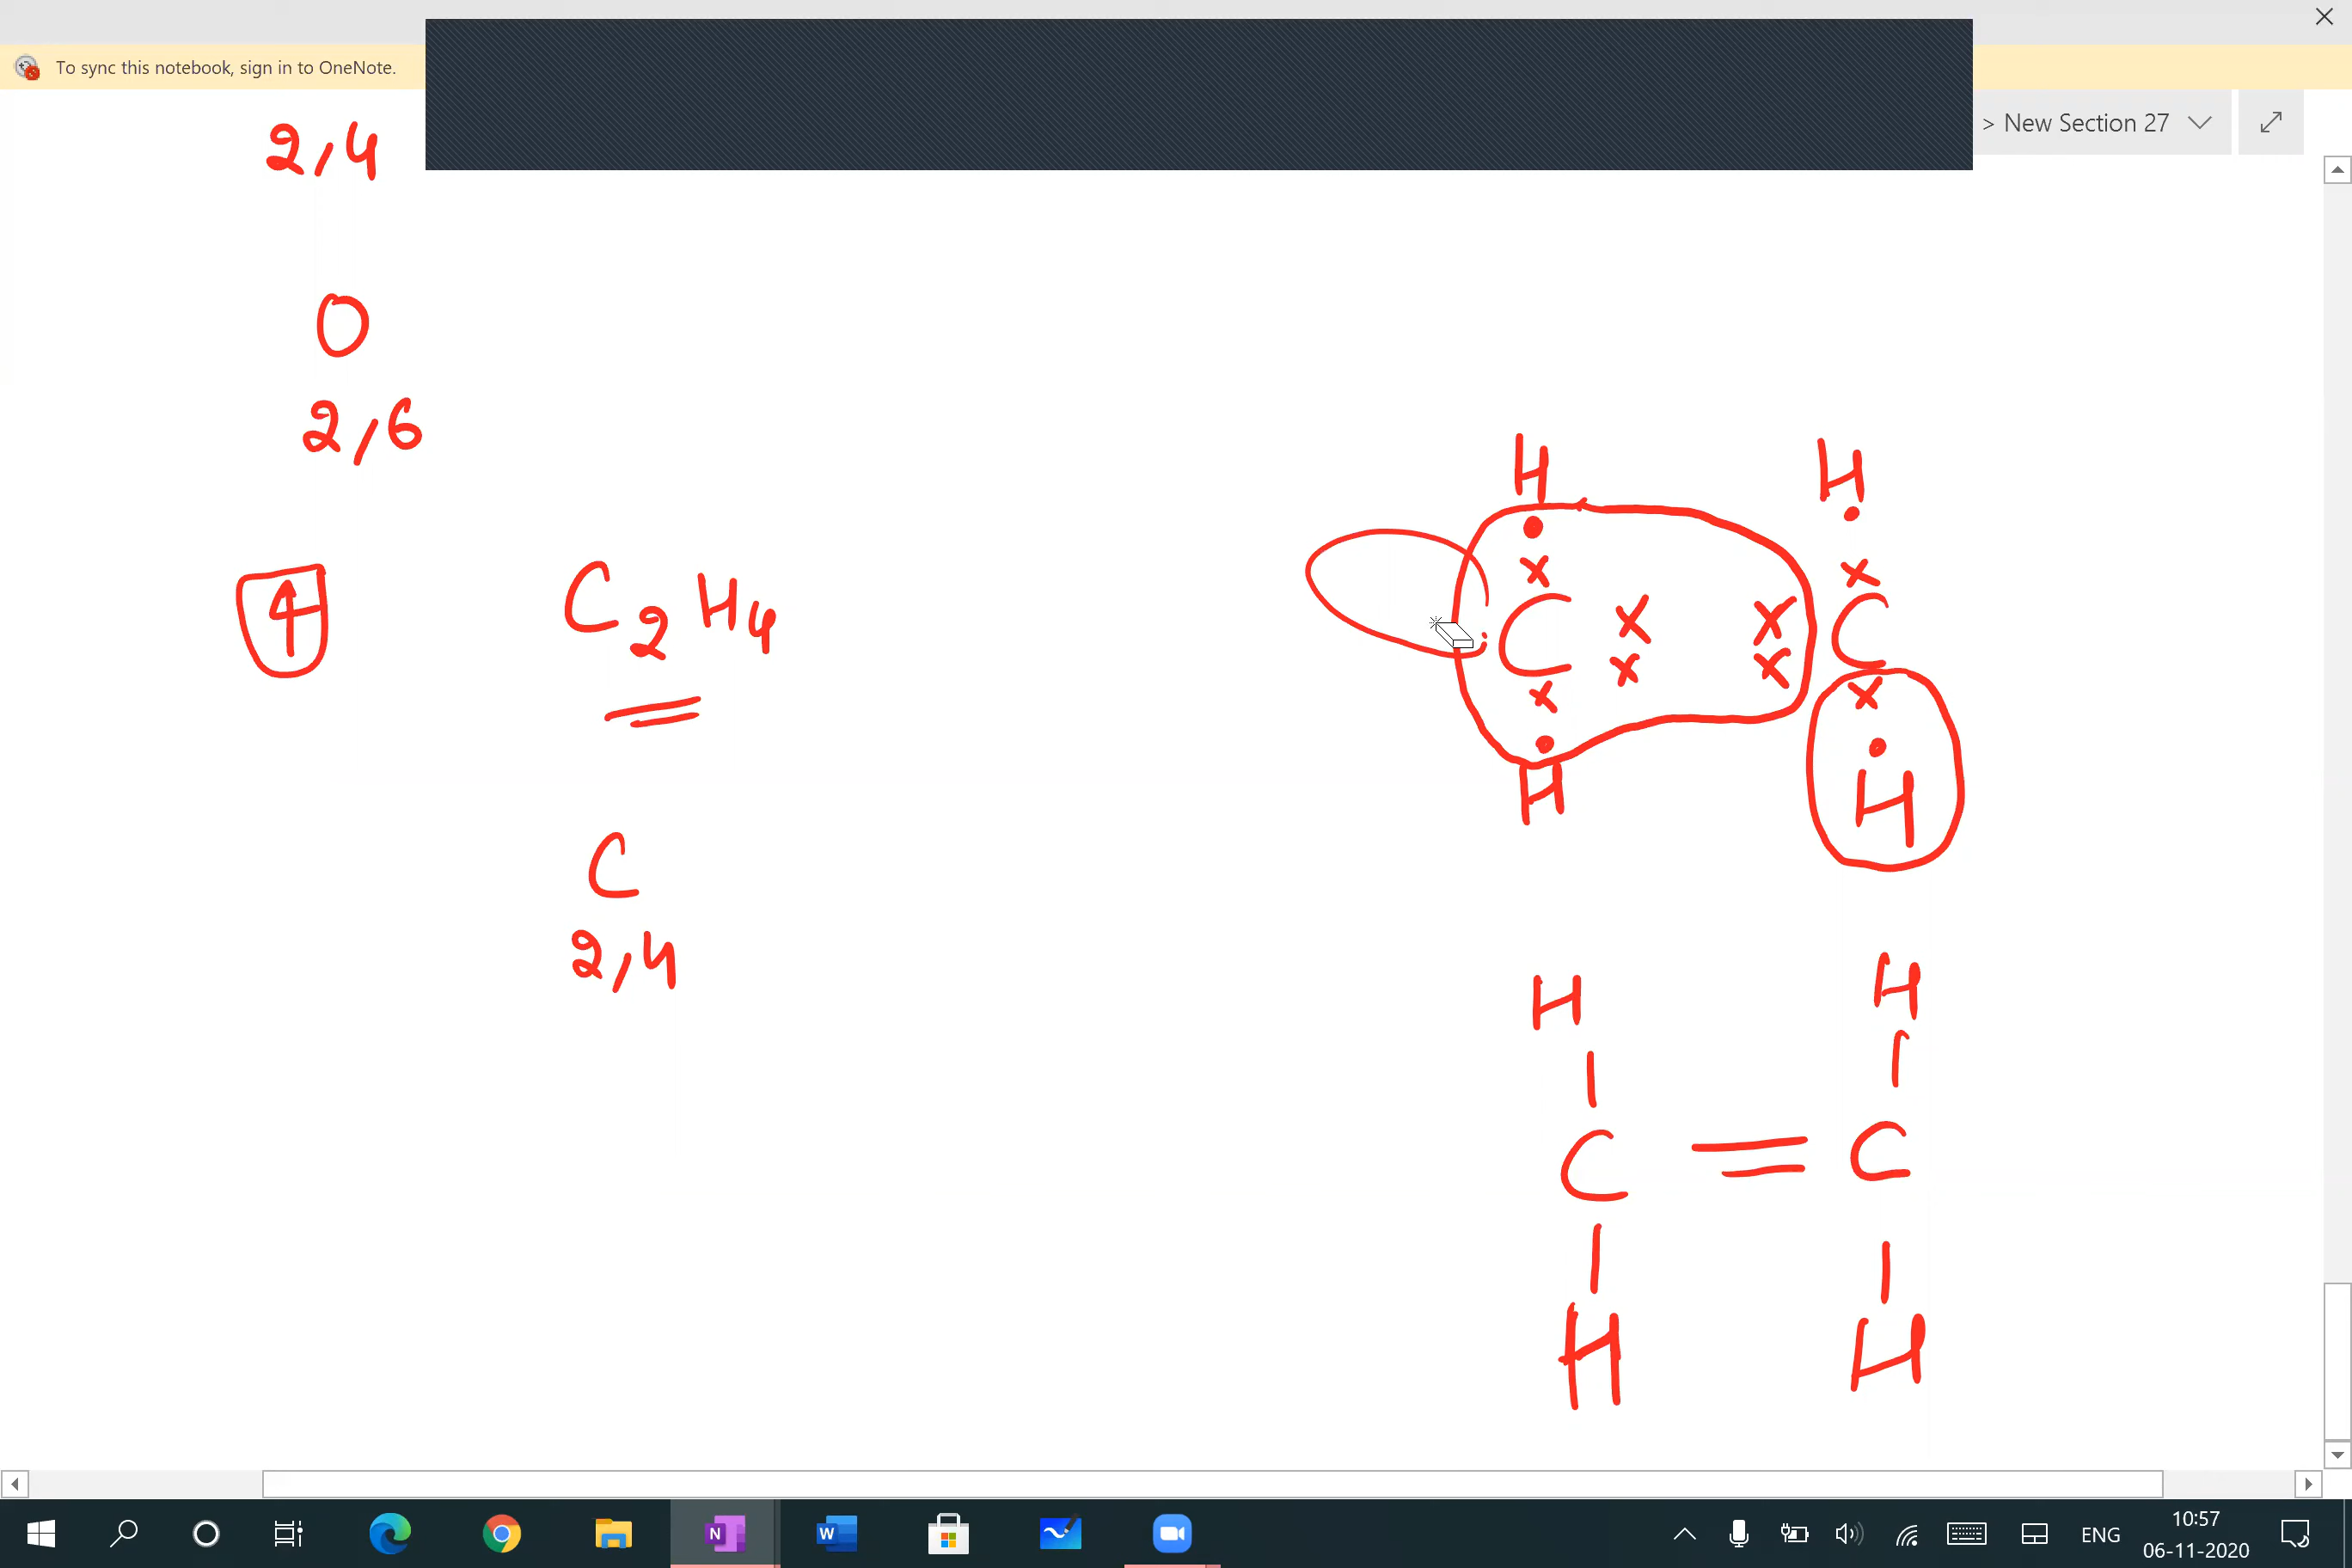 To sync this notebook, sign in to OneNote.
> New Section 27
2,4
O
2,6
4
C2H4
C
2,4
H H
• •
x x
C x x x x C
x x
• •
H H
H H
| |
C = C
| |
H H
N
W
ENG
10:57
06-11-2020